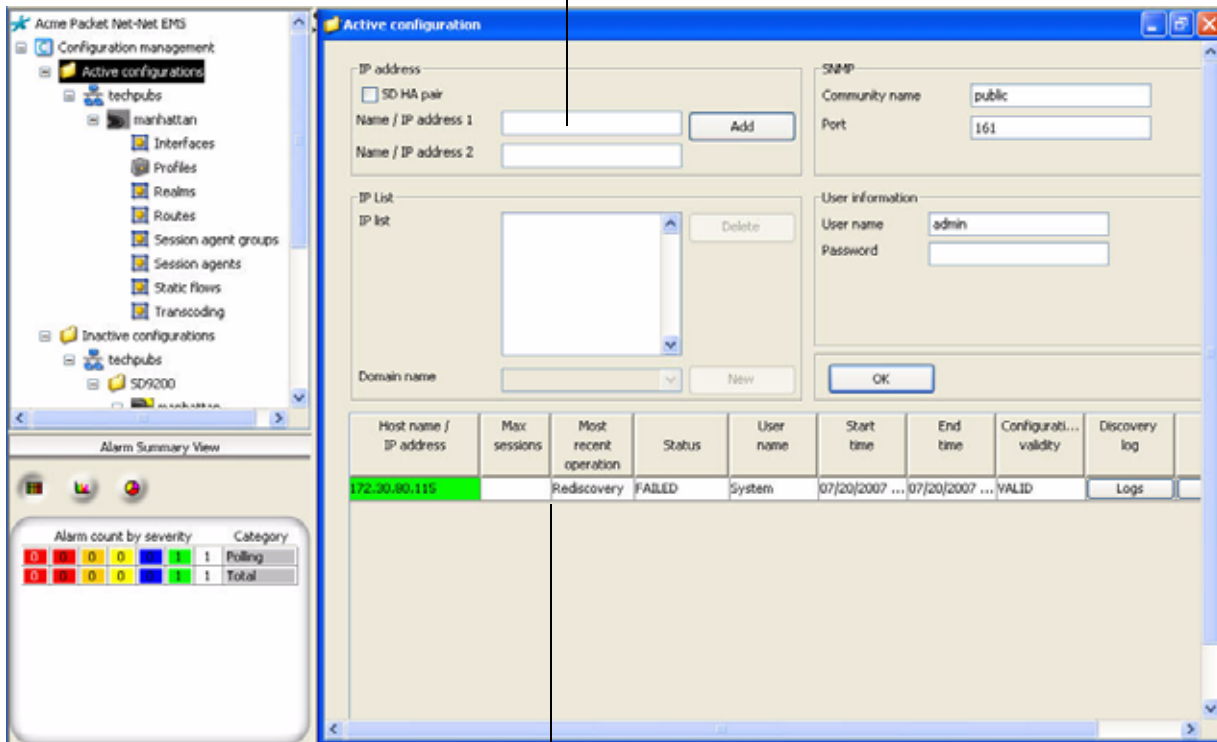 Acme Packet Net-Net EMS
Configuration management
Active configurations
techpubs
manhattan
Interfaces
Profiles
Realms
Routes
Session agent groups
Session agents
Static flows
Transcoding
Inactive configurations
techpubs
SD9200
manhattan
Alarm Summary View
Alarm count by severity Category
0 0 0 0 0 1 1 Polling
0 0 0 0 0 1 1 Total
Active configuration
IP address
SD HA pair
Name / IP address 1
Add
Name / IP address 2
SNMP
Community name public
Port 161
IP List
IP list
Delete
Domain name
New
User information
User name admin
Password
OK
Host name / IP address Max sessions Most recent operation Status User name Start time End time Configurati... validity Discovery log
172.30.80.115 Rediscovery FAILED System 07/20/2007 ... 07/20/2007 ... VALID Logs